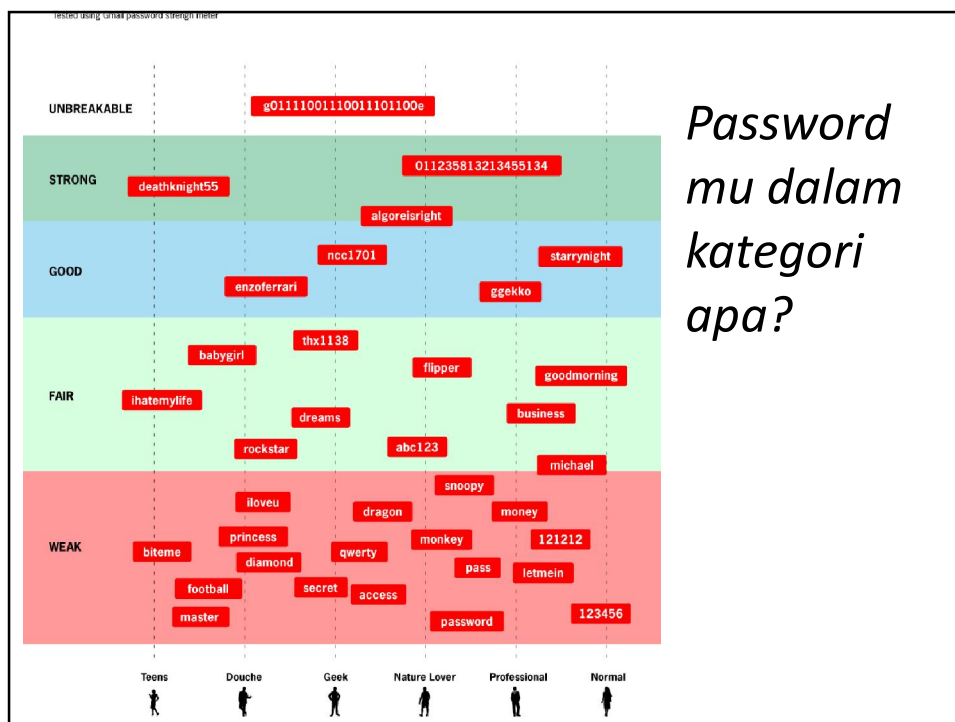 Tested using Gmail password strengh meter
Password
mu dalam
kategori
apa?
UNBREAKABLE
g01111001110011101100e
STRONG
011235813213455134
deathknight55
algoreisright
GOOD
ncc1701
starrynight
enzoferrari
ggekko
FAIR
thx1138
babygirl
flipper
goodmorning
ihatemylife
dreams
business
rockstar
abc123
michael
WEAK
snoopy
iloveu
dragon
money
princess
monkey
121212
biteme
qwerty
diamond
pass
letmein
football
secret
access
master
password
123456
Teens Douche Geek Nature Lover Professional Normal